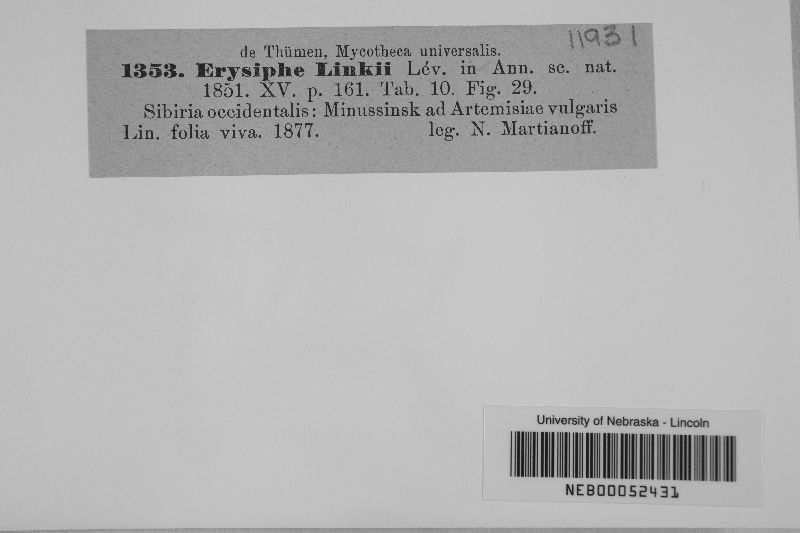 11931
de Thümen, Mycotheca universalis.
1353. Erysiphe Linkii Lév. in Ann. sc. nat.
1851. XV. p. 161. Tab. 10. Fig. 29.
Sibiria occidentalis: Minussinsk ad Artemisiae vulgaris
Lin. folia viva. 1877. leg. N. Martianoff.
University of Nebraska - Lincoln
NEB00052431